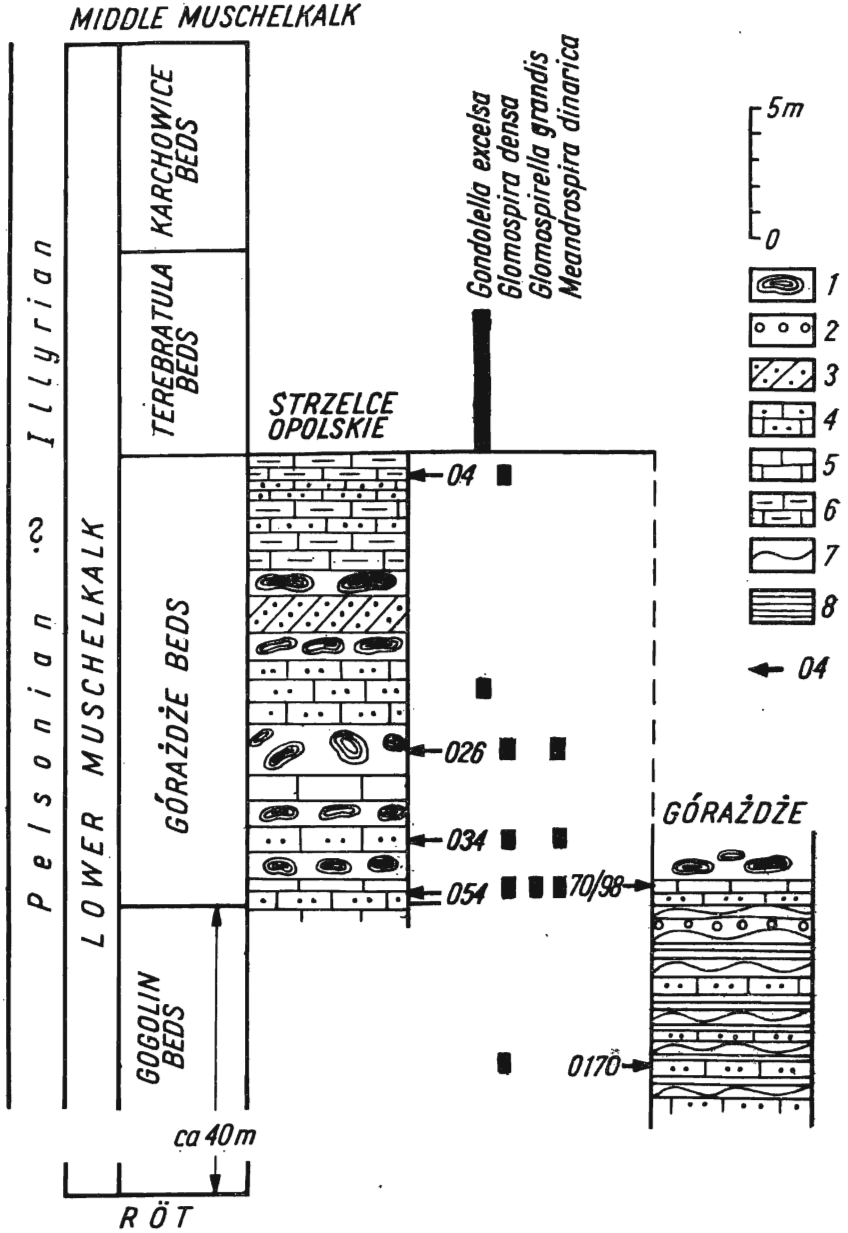 MIDDLE MUSCHELKALK
Pelsonian ? Illyrian
LOWER MUSCHELKALK
KARCHOWICE
BEDS
TEREBRATULA
BEDS
GÓRAŻDŻE BEDS
GOGOLIN
BEDS
ca 40 m
RÖT
STRZELCE
OPOLSKIE
Gondolella excelsa
Glomospira densa
Glomospirella grandis
Meandrospira dinarica
04
026
034
054
70/98
0170*
GÓRAŻDŻE
5m
0
1
2
3
4
5
6
7
8
04